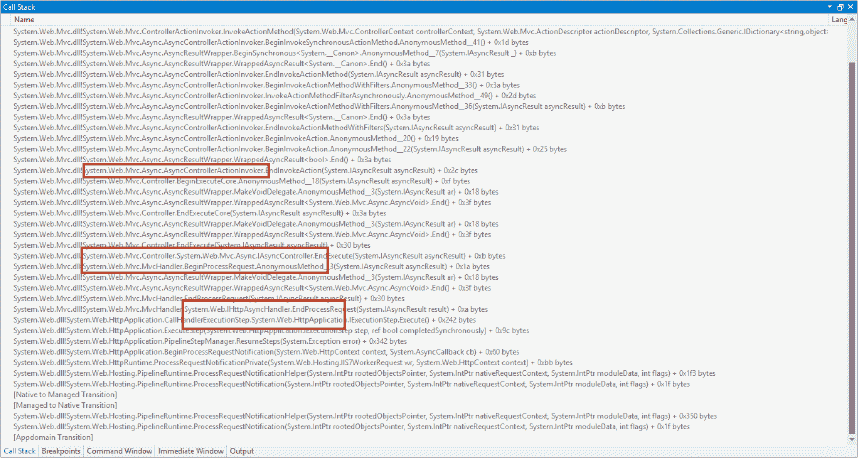 Call Stack
Name
Lang
System.Web.Mvc.dll!System.Web.Mvc.ControllerActionInvoker.InvokeActionMethod(System.Web.Mvc.ControllerContext controllerContext, System.Web.Mvc.ActionDescriptor actionDescriptor, System.Collections.Generic.IDictionary<string,object
System.Web.Mvc.dll!System.Web.Mvc.Async.AsyncControllerActionInvoker.BeginInvokeSynchronousActionMethod.AnonymousMethod__41() + 0x1d bytes
System.Web.Mvc.dll!System.Web.Mvc.Async.AsyncResultWrapper.BeginSynchronous<System.__Canon>.AnonymousMethod__7(System.IAsyncResult _) + 0xb bytes
System.Web.Mvc.dll!System.Web.Mvc.Async.AsyncResultWrapper.WrappedAsyncResult<System.__Canon>.End() + 0x3a bytes
System.Web.Mvc.dll!System.Web.Mvc.Async.AsyncControllerActionInvoker.EndInvokeActionMethod(System.IAsyncResult asyncResult) + 0x31 bytes
System.Web.Mvc.dll!System.Web.Mvc.Async.AsyncControllerActionInvoker.BeginInvokeActionMethodWithFilters.AnonymousMethod__33() + 0x3a bytes
System.Web.Mvc.dll!System.Web.Mvc.Async.AsyncControllerActionInvoker.InvokeActionMethodFilterAsynchronously.AnonymousMethod__49() + 0x2d bytes
System.Web.Mvc.dll!System.Web.Mvc.Async.AsyncControllerActionInvoker.BeginInvokeActionMethodWithFilters.AnonymousMethod__36(System.IAsyncResult asyncResult) + 0xb bytes
System.Web.Mvc.dll!System.Web.Mvc.Async.AsyncResultWrapper.WrappedAsyncResult<System.__Canon>.End() + 0x3a bytes
System.Web.Mvc.dll!System.Web.Mvc.Async.AsyncControllerActionInvoker.EndInvokeActionMethodWithFilters(System.IAsyncResult asyncResult) + 0x31 bytes
System.Web.Mvc.dll!System.Web.Mvc.Async.AsyncControllerActionInvoker.BeginInvokeAction.AnonymousMethod__20() + 0x19 bytes
System.Web.Mvc.dll!System.Web.Mvc.Async.AsyncControllerActionInvoker.BeginInvokeAction.AnonymousMethod__22(System.IAsyncResult asyncResult) + 0x25 bytes
System.Web.Mvc.dll!System.Web.Mvc.Async.AsyncResultWrapper.WrappedAsyncResult<bool>.End() + 0x3a bytes
System.Web.Mvc.dll!System.Web.Mvc.Async.AsyncControllerActionInvoker.EndInvokeAction(System.IAsyncResult asyncResult) + 0x2c bytes
System.Web.Mvc.dll!System.Web.Mvc.Controller.BeginExecuteCore.AnonymousMethod__18(System.IAsyncResult asyncResult) + 0xf bytes
System.Web.Mvc.dll!System.Web.Mvc.Async.AsyncResultWrapper.MakeVoidDelegate.AnonymousMethod__3(System.IAsyncResult ar) + 0x18 bytes
System.Web.Mvc.dll!System.Web.Mvc.Async.AsyncResultWrapper.WrappedAsyncResult<System.Web.Mvc.Async.AsyncVoid>.End() + 0x3f bytes
System.Web.Mvc.dll!System.Web.Mvc.Controller.EndExecuteCore(System.IAsyncResult asyncResult) + 0x3a bytes
System.Web.Mvc.dll!System.Web.Mvc.Async.AsyncResultWrapper.MakeVoidDelegate.AnonymousMethod__3(System.IAsyncResult ar) + 0x18 bytes
System.Web.Mvc.dll!System.Web.Mvc.Async.AsyncResultWrapper.WrappedAsyncResult<System.Web.Mvc.Async.AsyncVoid>.End() + 0x3f bytes
System.Web.Mvc.dll!System.Web.Mvc.Controller.EndExecute(System.IAsyncResult asyncResult) + 0x30 bytes
System.Web.Mvc.dll!System.Web.Mvc.Controller.System.Web.Mvc.Async.IAsyncController.EndExecute(System.IAsyncResult asyncResult) + 0xb bytes
System.Web.Mvc.dll!System.Web.Mvc.MvcHandler.BeginProcessRequest.AnonymousMethod__3(System.IAsyncResult asyncResult) + 0x1a bytes
System.Web.Mvc.dll!System.Web.Mvc.Async.AsyncResultWrapper.MakeVoidDelegate.AnonymousMethod__3(System.IAsyncResult ar) + 0x18 bytes
System.Web.Mvc.dll!System.Web.Mvc.Async.AsyncResultWrapper.WrappedAsyncResult<System.Web.Mvc.Async.AsyncVoid>.End() + 0x3f bytes
System.Web.Mvc.dll!System.Web.Mvc.MvcHandler.EndProcessRequest(System.IAsyncResult asyncResult) + 0x30 bytes
System.Web.Mvc.dll!System.Web.Mvc.MvcHandler.System.Web.IHttpAsyncHandler.EndProcessRequest(System.IAsyncResult result) + 0xa bytes
System.Web.dll!System.Web.HttpApplication.CallHandlerExecutionStep.System.Web.HttpApplication.IExecutionStep.Execute() + 0x242 bytes
System.Web.dll!System.Web.HttpApplication.ExecuteStep(System.Web.HttpApplication.IExecutionStep step, ref bool completedSynchronously) + 0x9c bytes
System.Web.dll!System.Web.HttpApplication.PipelineStepManager.ResumeSteps(System.Exception error) + 0x342 bytes
System.Web.dll!System.Web.HttpApplication.BeginProcessRequestNotification(System.Web.HttpContext context, System.AsyncCallback cb) + 0x60 bytes
System.Web.dll!System.Web.HttpRuntime.ProcessRequestNotificationPrivate(System.Web.Hosting.IIS7WorkerRequest wr, System.Web.HttpContext context) + 0xbb bytes
System.Web.dll!System.Web.Hosting.PipelineRuntime.ProcessRequestNotificationHelper(System.IntPtr rootedObjectsPointer, System.IntPtr nativeRequestContext, System.IntPtr moduleData, int flags) + 0x1f3 bytes
System.Web.dll!System.Web.Hosting.PipelineRuntime.ProcessRequestNotification(System.IntPtr rootedObjectsPointer, System.IntPtr nativeRequestContext, System.IntPtr moduleData, int flags) + 0x1f bytes
[Native to Managed Transition]
[Managed to Native Transition]
System.Web.dll!System.Web.Hosting.PipelineRuntime.ProcessRequestNotificationHelper(System.IntPtr rootedObjectsPointer, System.IntPtr nativeRequestContext, System.IntPtr moduleData, int flags) + 0x350 bytes
System.Web.dll!System.Web.Hosting.PipelineRuntime.ProcessRequestNotification(System.IntPtr rootedObjectsPointer, System.IntPtr nativeRequestContext, System.IntPtr moduleData, int flags) + 0x1f bytes
[Appdomain Transition]
Call Stack Breakpoints Command Window Immediate Window Output